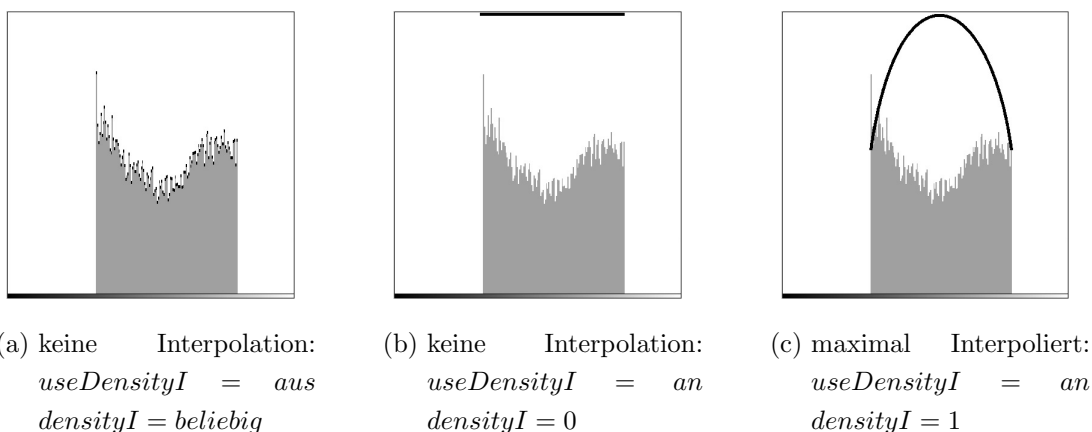 (a) keine Interpolation:
useDensityI = aus
densityI = beliebig
(b) keine Interpolation:
useDensityI = an
densityI = 0
(c) maximal Interpoliert:
useDensityI = an
densityI = 1